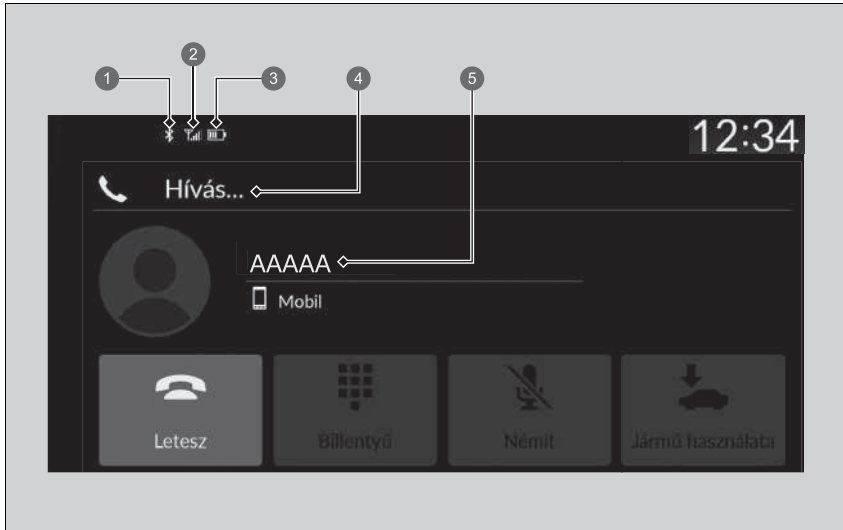 1 2 3 4 5
12:34
Hívás...
AAAAA
Mobil
Letesz Billentyű Némít Jármű használata